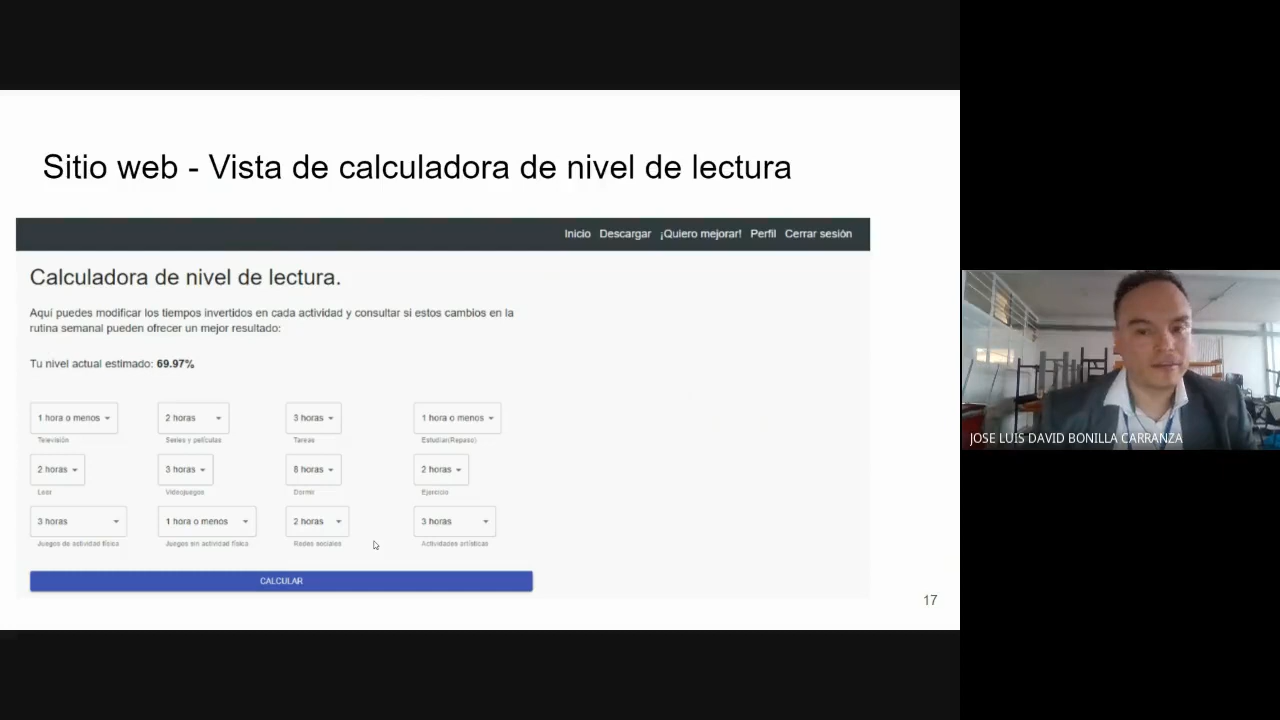 Sitio web - Vista de calculadora de nivel de lectura
Inicio Descargar ¡Quiero mejorar! Perfil Cerrar sesión
Calculadora de nivel de lectura.
Aquí puedes modificar los tiempos invertidos en cada actividad y consultar si estos cambios en la
rutina semanal pueden ofrecer un mejor resultado:
Tu nivel actual estimado: 69.97%
1 hora o menos 2 horas 3 horas 1 hora o menos
Televisión Series y películas Tareas Estudiar(Repaso)
2 horas 3 horas 8 horas 2 horas
Leer Videojuegos Dormir Ejercicio
3 horas 1 hora o menos 2 horas 3 horas
Juegos de actividad física Juegos sin actividad física Redes sociales Actividades artísticas
CALCULAR
17
JOSE LUIS DAVID BONILLA CARRANZA